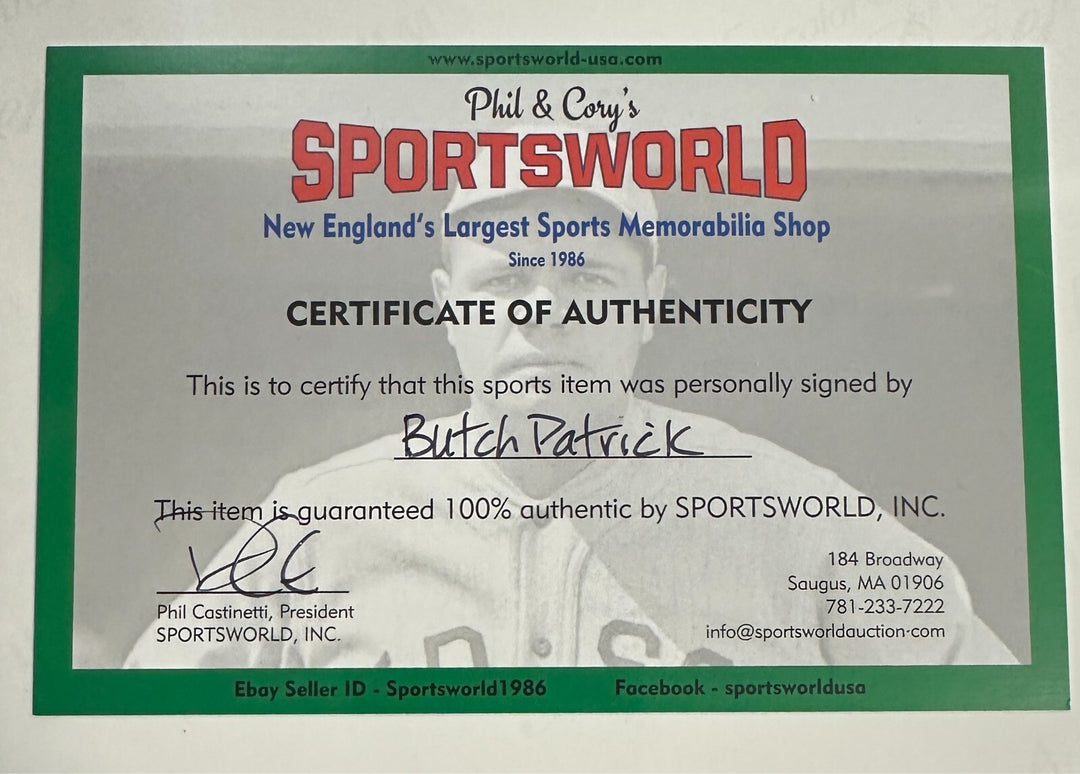 www.sportsworld-usa.com
Phil & Cory's
SPORTSWORLD
New England's Largest Sports Memorabilia Shop
Since 1986
CERTIFICATE OF AUTHENTICITY
This is to certify that this sports item was personally signed by
Butch Patrick
This item is guaranteed 100% authentic by SPORTSWORLD, INC.
Phil Castinetti, President
SPORTSWORLD, INC.
184 Broadway
Saugus, MA 01906
781-233-7222
info@sportsworldauction.com
Ebay Seller ID - Sportsworld1986
Facebook - sportsworldusa